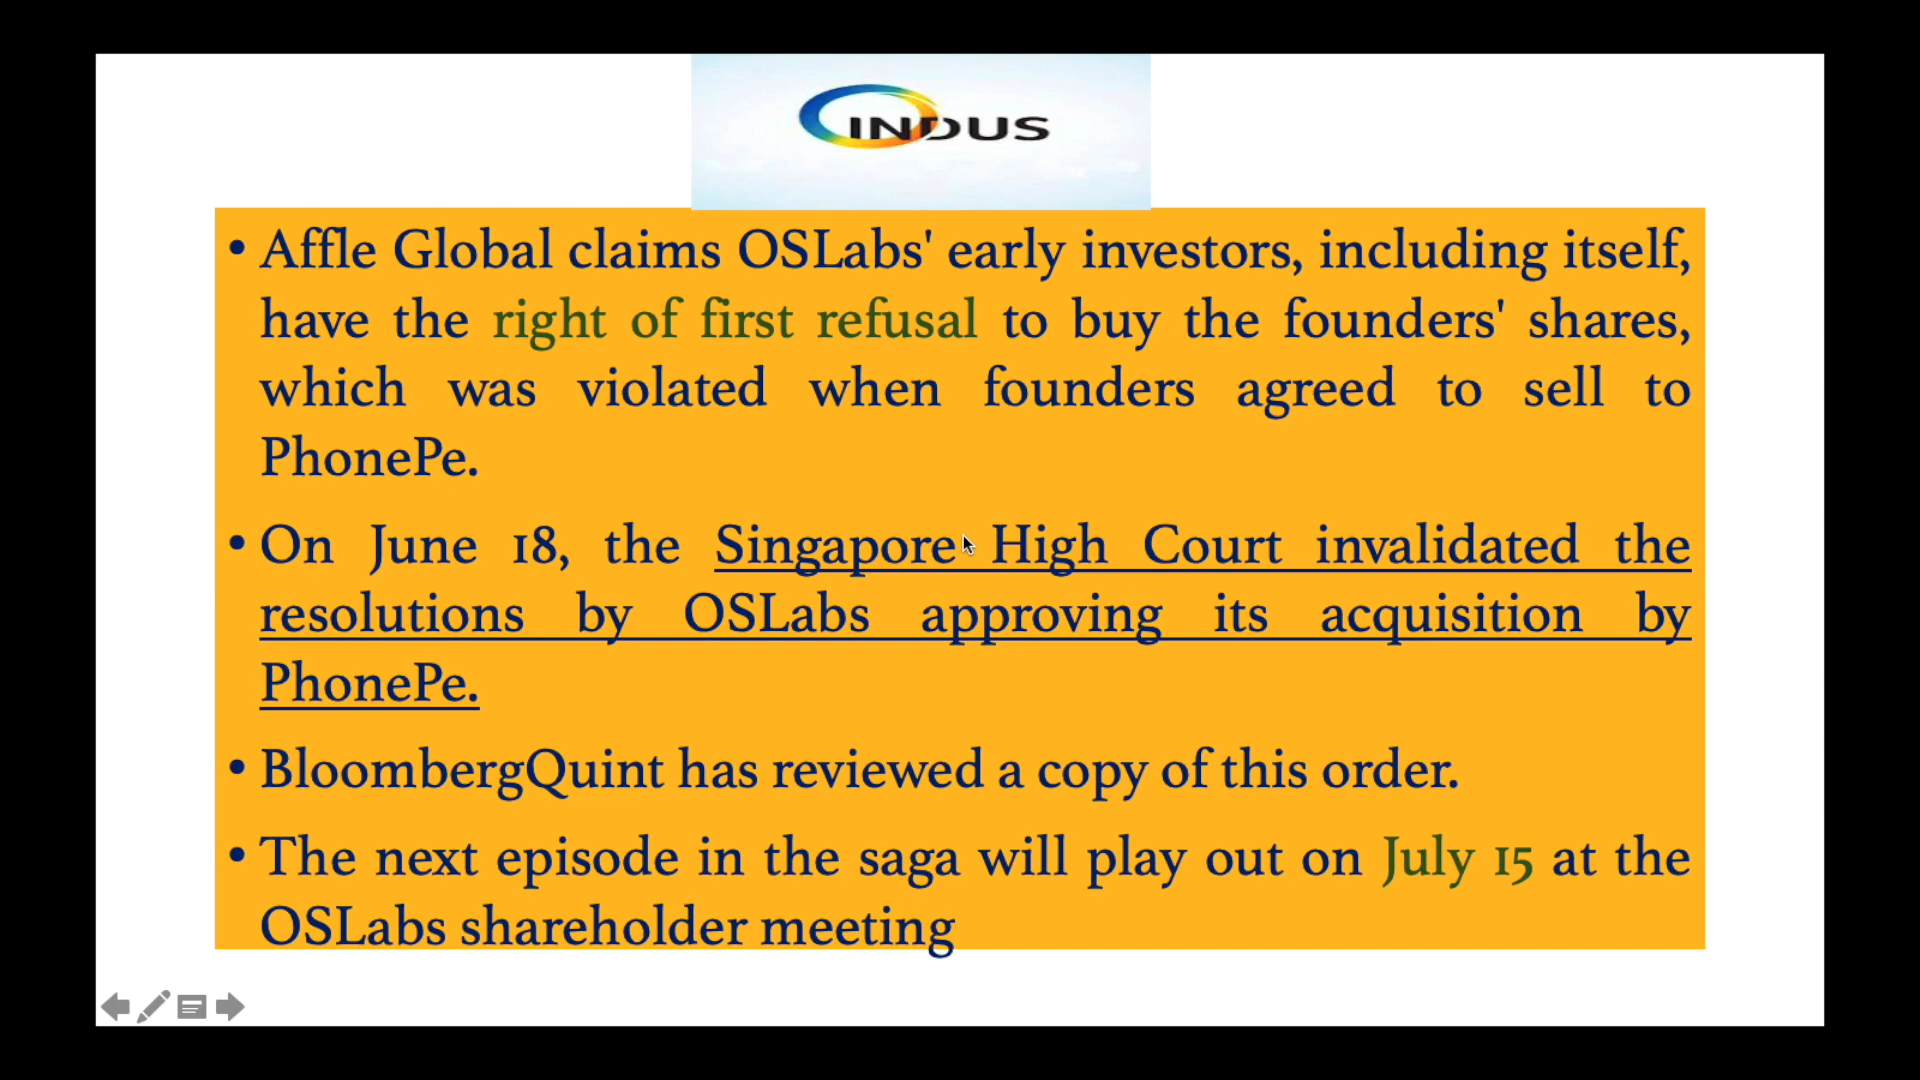 INDUS
• Affle Global claims OSLabs' early investors, including itself,
have the right of first refusal to buy the founders' shares,
which was violated when founders agreed to sell to
PhonePe.
• On June 18, the Singapore High Court invalidated the
resolutions by OSLabs approving its acquisition by
PhonePe.
• BloombergQuint has reviewed a copy of this order.
• The next episode in the saga will play out on July 15 at the
OSLabs shareholder meeting